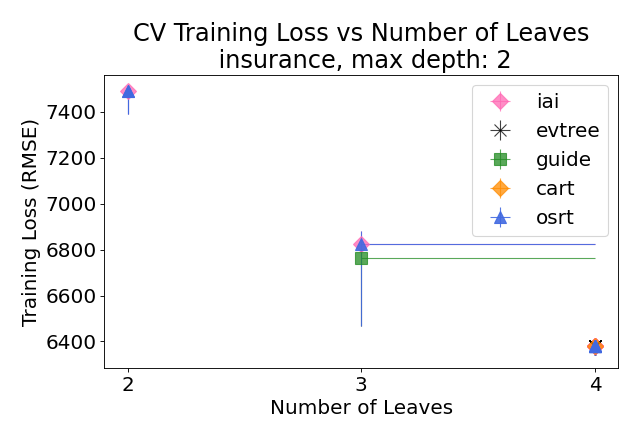 CV Training Loss vs Number of Leaves
insurance, max depth: 2
Training Loss (RMSE)
7400
7200
7000
6800
6600
6400
2
3
4
Number of Leaves
iai
evtree
guide
cart
osrt